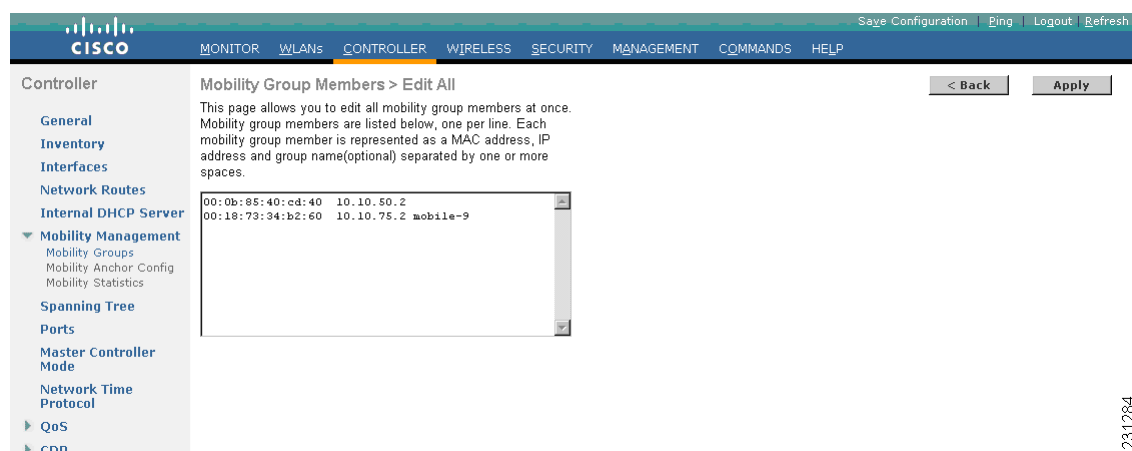 Save Configuration | Ping | Logout | Refresh
CISCO
MONITOR WLANs CONTROLLER WIRELESS SECURITY MANAGEMENT COMMANDS HELP
Controller
General
Inventory
Interfaces
Network Routes
Internal DHCP Server
Mobility Management
Mobility Groups
Mobility Anchor Config
Mobility Statistics
Spanning Tree
Ports
Master Controller
Mode
Network Time
Protocol
QoS
CDP
Mobility Group Members > Edit All
< Back
Apply
This page allows you to edit all mobility group members at once.
Mobility group members are listed below, one per line. Each
mobility group member is represented as a MAC address, IP
address and group name(optional) separated by one or more
spaces.
00:0b:85:40:cd:40 10.10.50.2
00:18:73:34:b2:60 10.10.75.2 mobile-9
231284